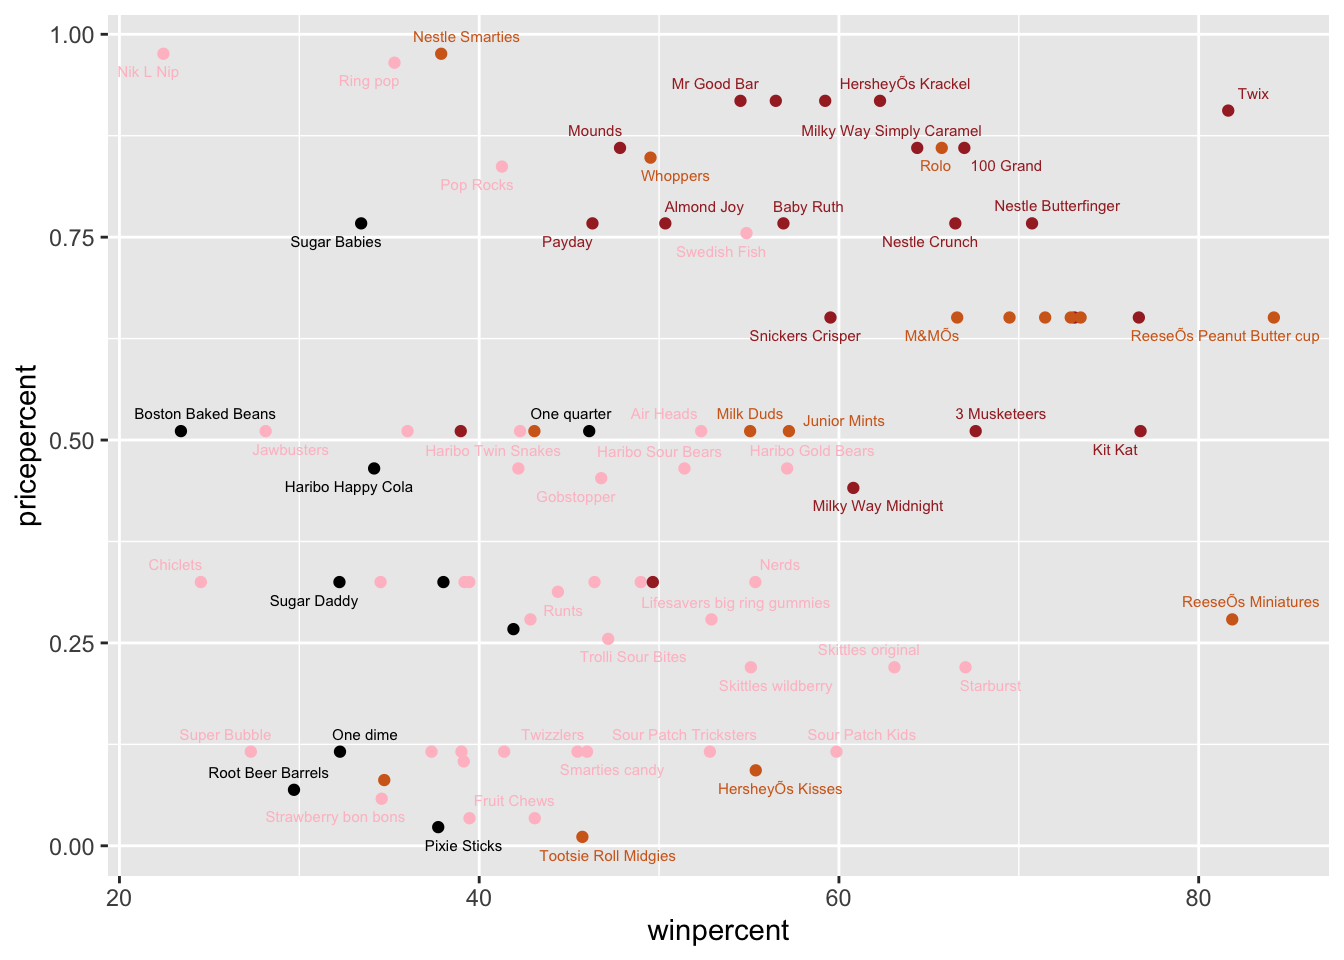 1.00
Nestle Smarties
Nik L Nip
Ring pop
Mr Good Bar
HersheyÕs Krackel
Twix
Mounds
Milky Way Simply Caramel
Whoppers
Rolo
100 Grand
Pop Rocks
Almond Joy
Baby Ruth
Nestle Butterfinger
0.75
Sugar Babies
Payday
Swedish Fish
Nestle Crunch
Snickers Crisper
M&MÕs
ReeseÕs Peanut Butter cup
pricepercent
Boston Baked Beans
One quarter
Air Heads
Milk Duds
Junior Mints
3 Musketeers
0.50
Jawbusters
Haribo Twin Snakes
Haribo Sour Bears
Haribo Gold Bears
Kit Kat
Haribo Happy Cola
Gobstopper
Milky Way Midnight
Chiclets
Nerds
Sugar Daddy
Runts
Lifesavers big ring gummies
ReeseÕs Miniatures
0.25
Trolli Sour Bites
Skittles original
Skittles wildberry
Starburst
Super Bubble
One dime
Twizzlers
Sour Patch Tricksters
Sour Patch Kids
Root Beer Barrels
Smarties candy
HersheyÕs Kisses
Strawberry bon bons
Fruit Chews
0.00
Pixie Sticks
Tootsie Roll Midgies
20
40
60
80
winpercent